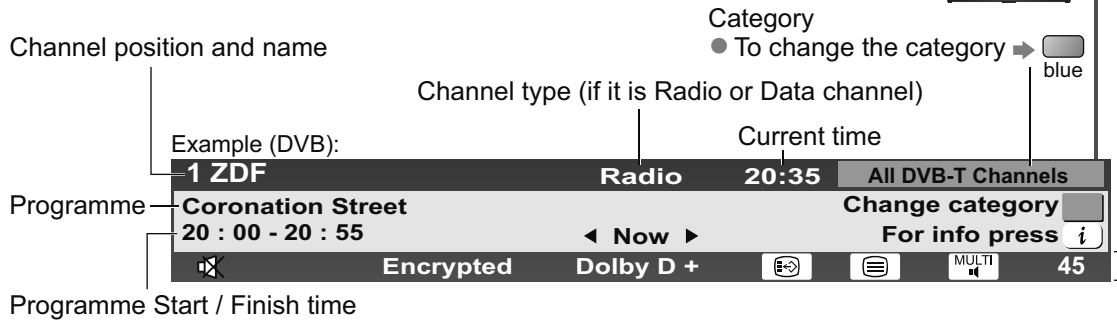 Category
Channel position and name
● To change the category
blue
Channel type (if it is Radio or Data channel)
Current time
Example (DVB):
1 ZDF Radio 20:35 All DVB-T Channels
Programme Coronation Street Change category
20 : 00 - 20 : 55 ◀ Now ▶ For info press i
Encrypted Dolby D + MULTI 45
Programme Start / Finish time